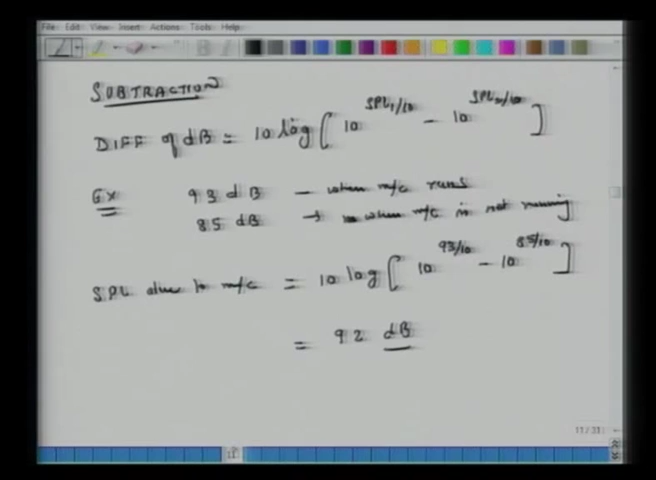 File Edit View Insert Actions Tools Help
SUBTRACTION
DIFF of dB = 10 log [ 10^SPL1/10 - 10^SPL2/10 ]
EX 93 dB - when m/c runs
85 dB → when m/c is not running
SPL due to m/c = 10 log [ 10^93/10 - 10^85/10 ]
= 92 dB
11/31
11